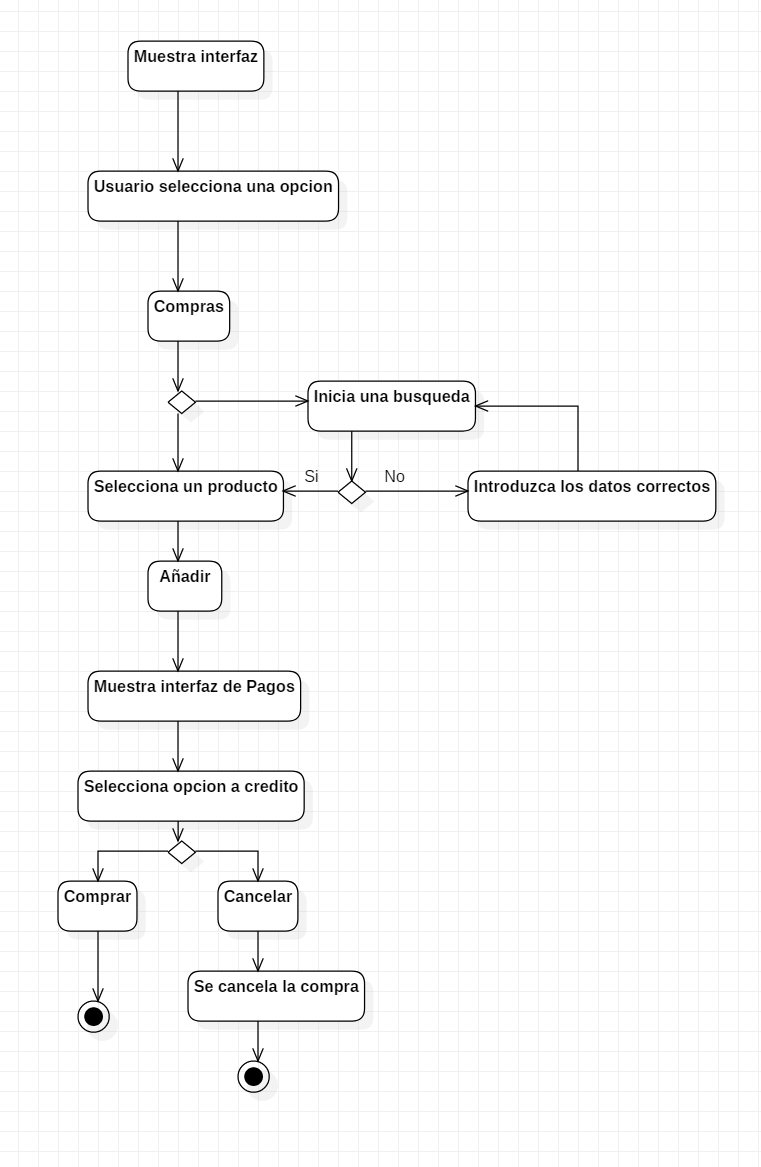 Muestra interfaz
Usuario selecciona una opcion
Compras
Inicia una busqueda
Si
No
Selecciona un producto
Introduzca los datos correctos
Añadir
Muestra interfaz de Pagos
Selecciona opcion a credito
Comprar
Cancelar
Se cancela la compra